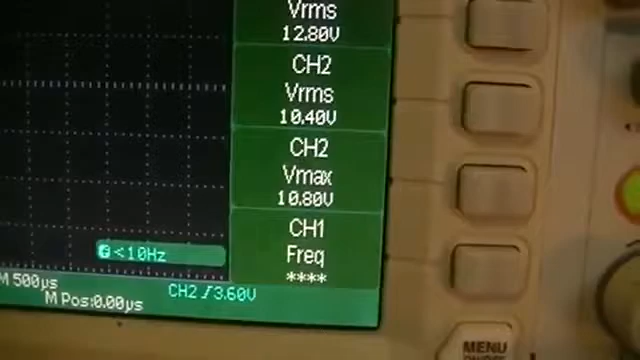 Vrms
12.80V
CH2
Vrms
10.40V
CH2
Vmax
10.80V
CH1
Freq
****
<10Hz
M 500µs
M Pos:0.00µs
CH2 /3.60V
MENU